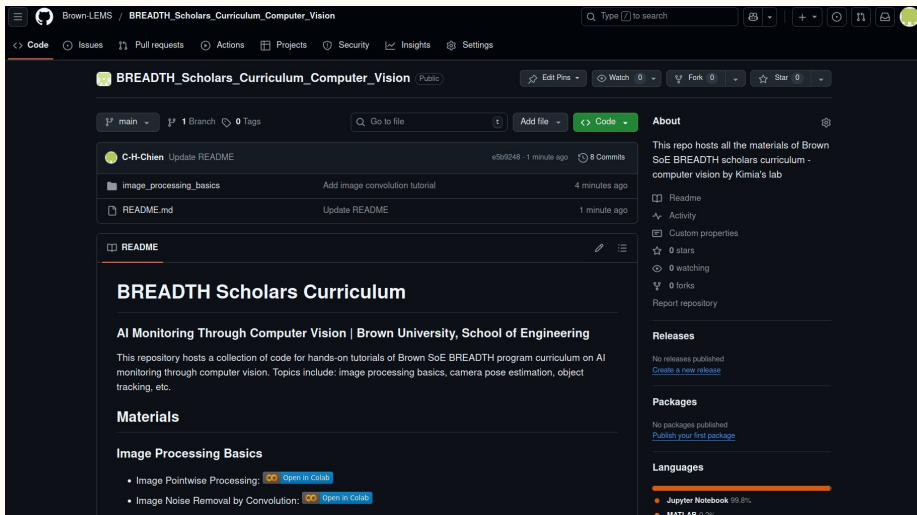 Brown-LEMS / BREADTH_Scholars_Curriculum_Computer_Vision
Type / to search
Code Issues Pull requests Actions Projects Security Insights Settings
BREADTH_Scholars_Curriculum_Computer_Vision Public
Edit Pins Watch 0 Fork 0 Star 0
main 1 Branch 0 Tags
Go to file t
Add file Code
C-H-Chien Update README e5b9248 · 1 minute ago 8 Commits
image_processing_basics Add image convolution tutorial 4 minutes ago
README.md Update README 1 minute ago
README
BREADTH Scholars Curriculum
AI Monitoring Through Computer Vision | Brown University, School of Engineering
This repository hosts a collection of code for hands-on tutorials of Brown SoE BREADTH program curriculum on AI
monitoring through computer vision. Topics include: image processing basics, camera pose estimation, object
tracking, etc.
Materials
Image Processing Basics
Image Pointwise Processing: Open in Colab
Image Noise Removal by Convolution: Open in Colab
About
This repo hosts all the materials of Brown
SoE BREADTH scholars curriculum -
computer vision by Kimia's lab
Readme
Activity
Custom properties
0 stars
0 watching
0 forks
Report repository
Releases
No releases published
Create a new release
Packages
No packages published
Publish your first package
Languages
Jupyter Notebook 99.8%
MATLAB 0.2%